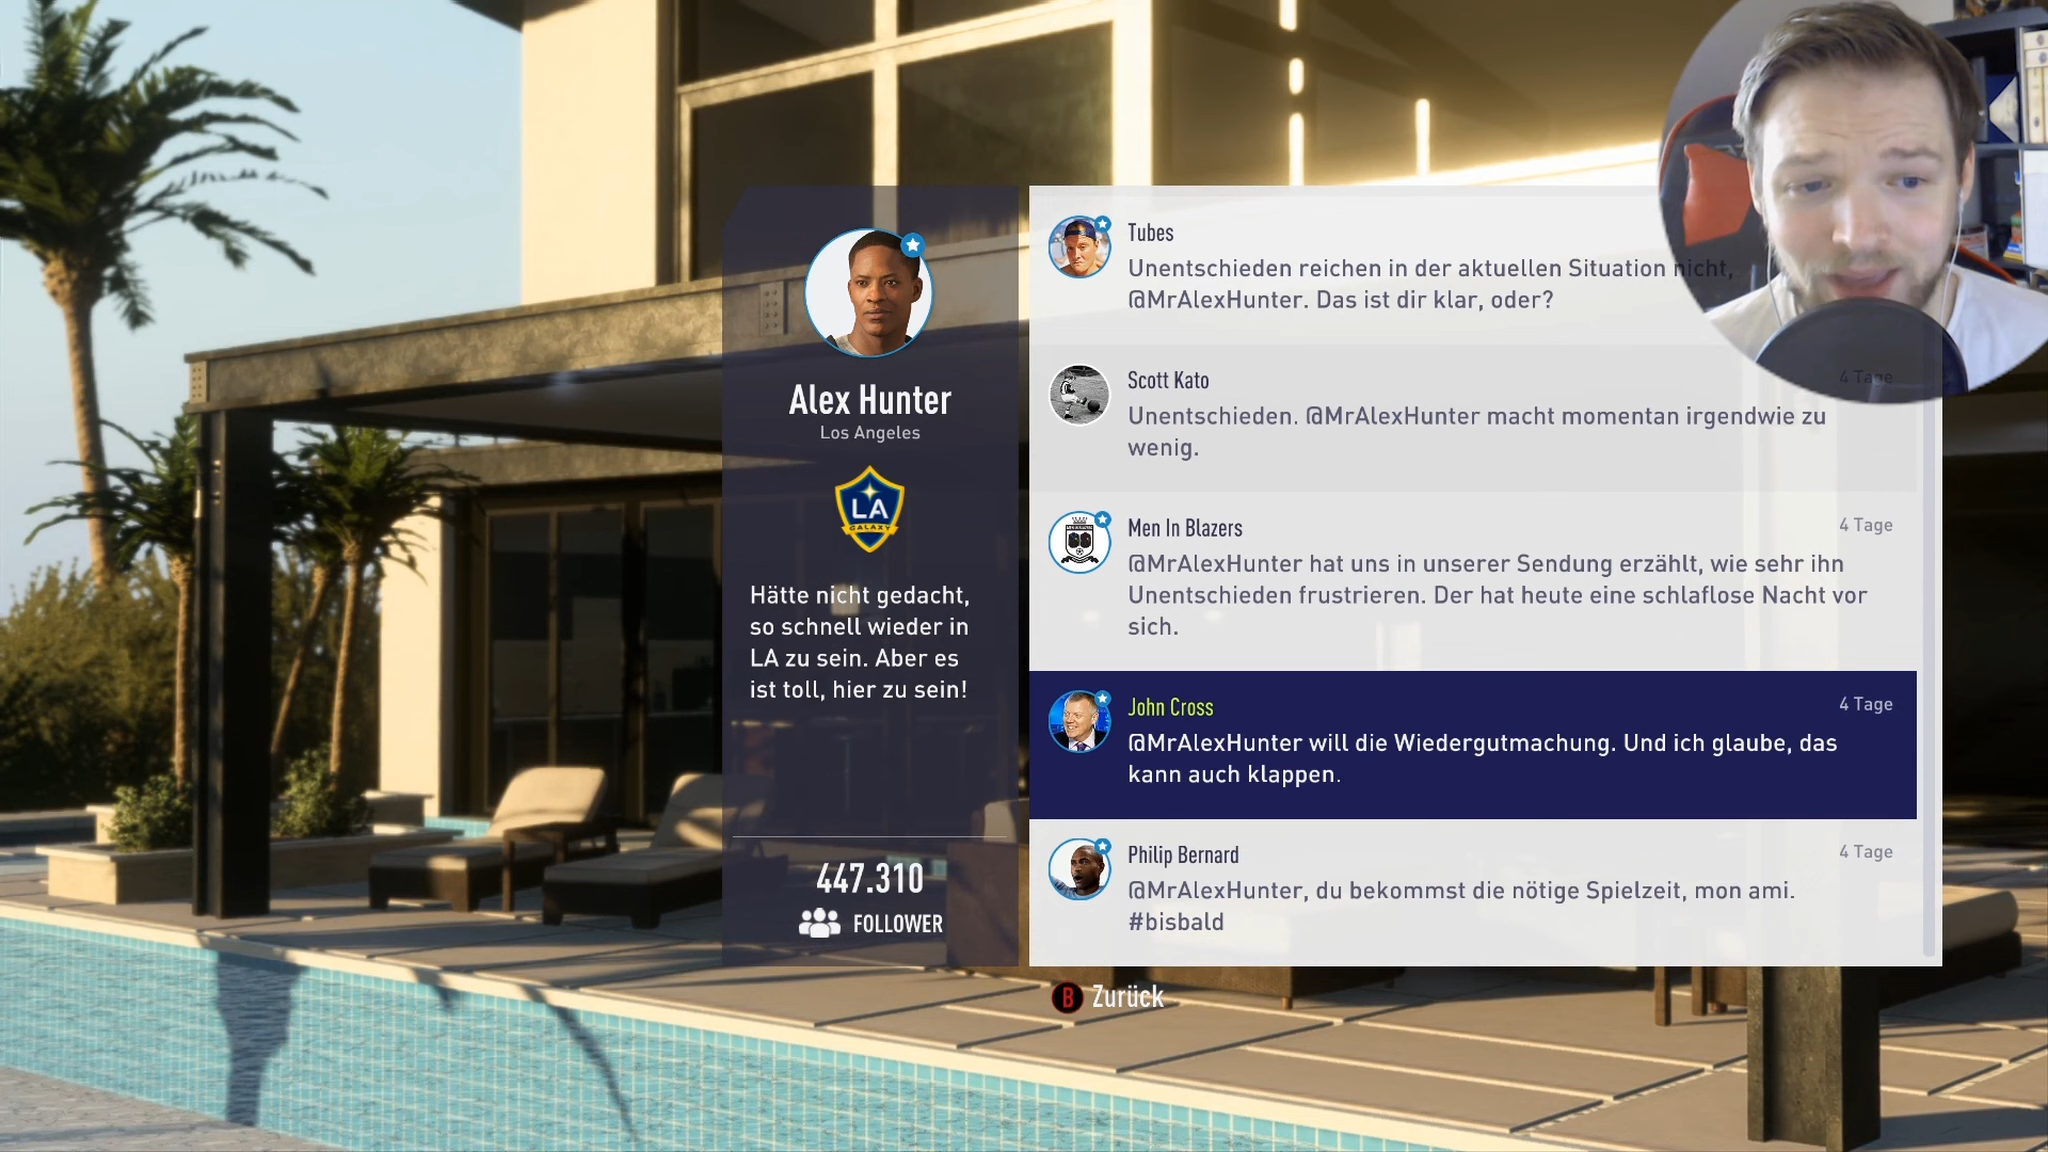 Alex Hunter
Los Angeles
LA
GALAXY
Hätte nicht gedacht,
so schnell wieder in
LA zu sein. Aber es
ist toll, hier zu sein!
447.310
FOLLOWER
Tubes
Unentschieden reichen in der aktuellen Situation nicht,
@MrAlexHunter. Das ist dir klar, oder?
Scott Kato
4 Tage
Unentschieden. @MrAlexHunter macht momentan irgendwie zu
wenig.
Men In Blazers
4 Tage
@MrAlexHunter hat uns in unserer Sendung erzählt, wie sehr ihn
Unentschieden frustrieren. Der hat heute eine schlaflose Nacht vor
sich.
John Cross
4 Tage
@MrAlexHunter will die Wiedergutmachung. Und ich glaube, das
kann auch klappen.
Philip Bernard
4 Tage
@MrAlexHunter, du bekommst die nötige Spielzeit, mon ami.
#bisbald
B Zurück